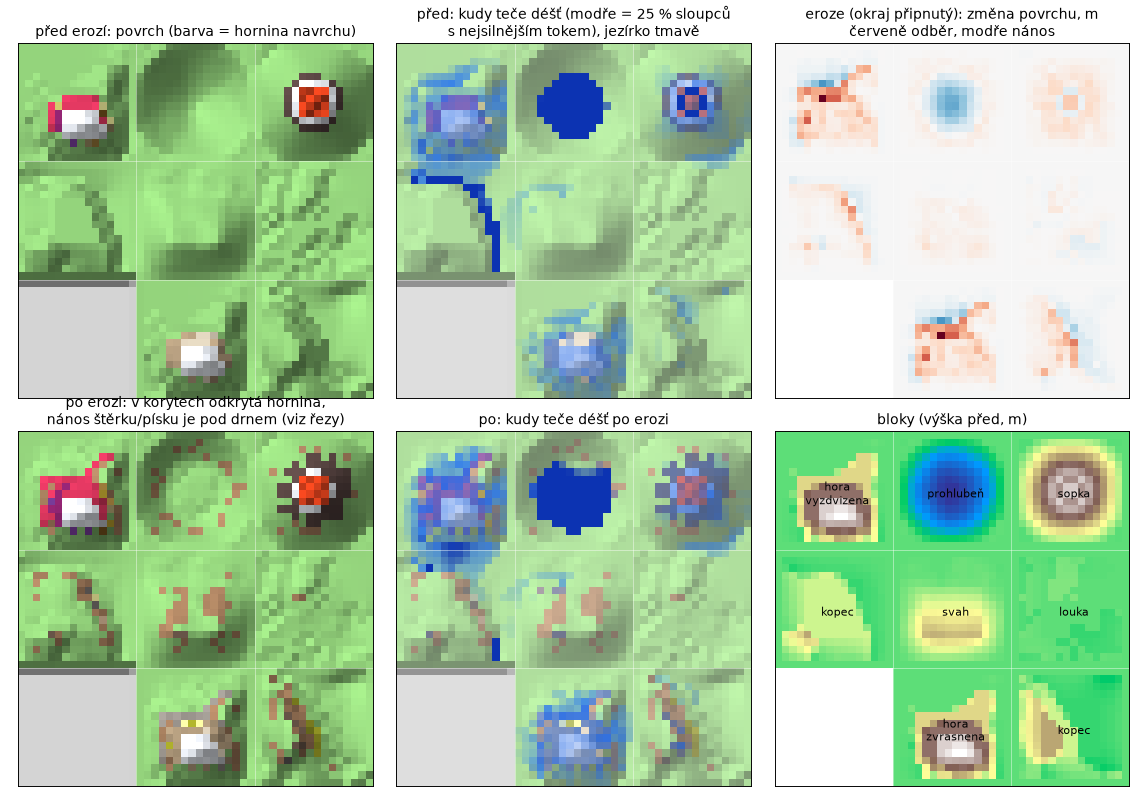 před erozí: povrch (barva = hornina navrchu)
před: kudy teče déšť (modře = 25 % sloupců
s nejsilnějším tokem), jezírko tmavě
eroze (okraj připnutý): změna povrchu, m
červeně odběr, modře nános
po erozi: v korytech odkrytá hornina,
nános štěrku/písku je pod drnem (viz řezy)
po: kudy teče déšť po erozi
bloky (výška před, m)
hora
vyzdvizena
prohlubeň
sopka
kopec
svah
louka
hora
zvrasnena
kopec